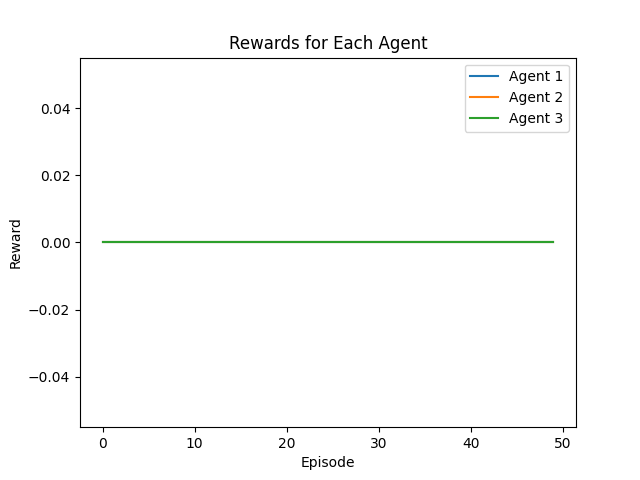 Rewards for Each Agent
Agent 1
Agent 2
Agent 3
0.04
0.02
0.00
−0.02
−0.04
Reward
0 10 20 30 40 50
Episode